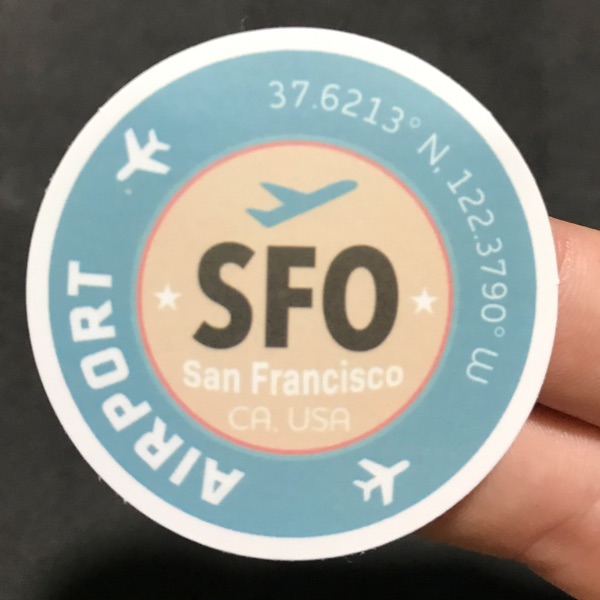 37.6213° N, 122.3790° W
SFO
San Francisco
CA, USA
AIRPORT